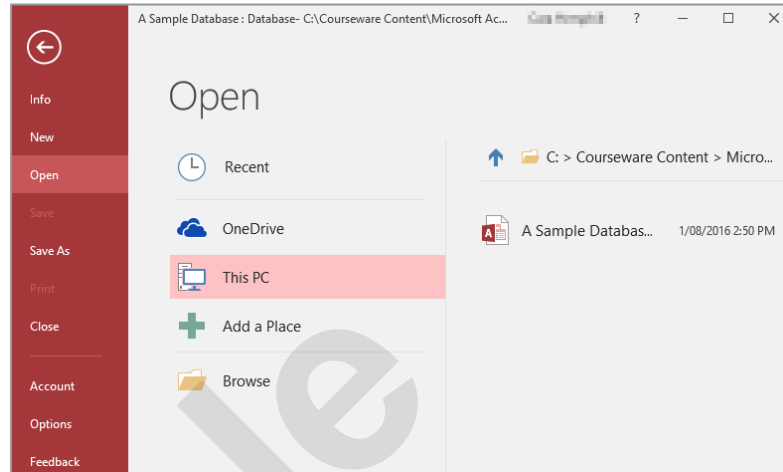 A Sample Database : Database- C:\Courseware Content\Microsoft Ac...
?
Info
New
Open
Save
Save As
Print
Close
Account
Options
Feedback
Open
Recent
OneDrive
This PC
Add a Place
Browse
C: > Courseware Content > Micro...
A Sample Databas... 1/08/2016 2:50 PM